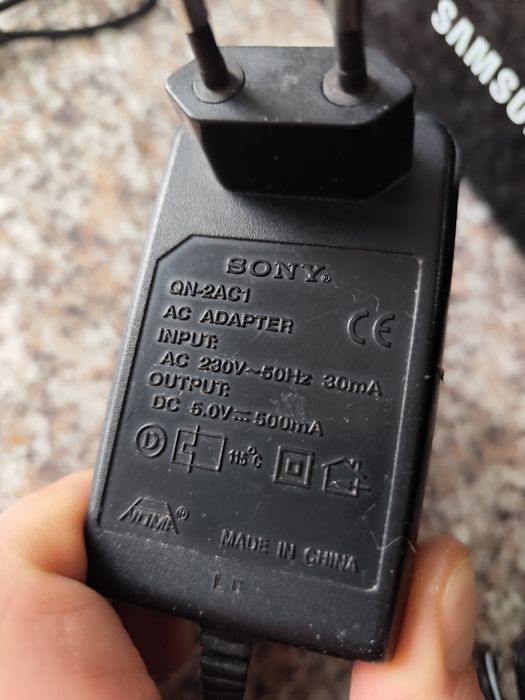 SAMSU
SONY®
QN-2AC1
AC ADAPTER
CE
INPUT:
AC 230V~50Hz 30mA
OUTPUT:
DC 5.0V⎓500mA
D
115°C
MADE IN CHINA